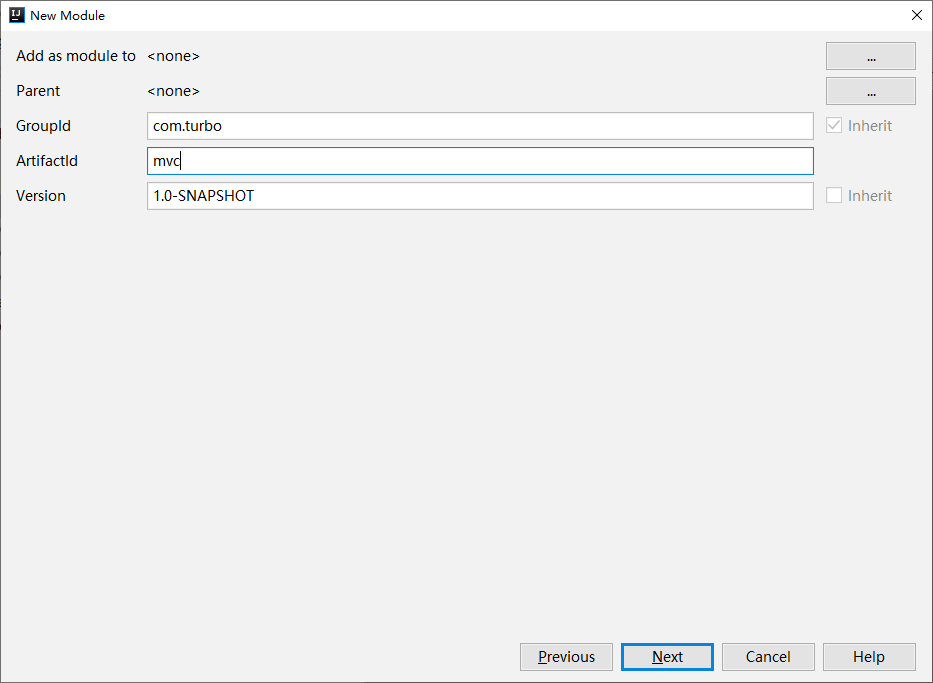 IJ New Module
Add as module to <none> ...
Parent <none> ...
GroupId com.turbo Inherit
ArtifactId mvc
Version 1.0-SNAPSHOT Inherit
Previous Next Cancel Help